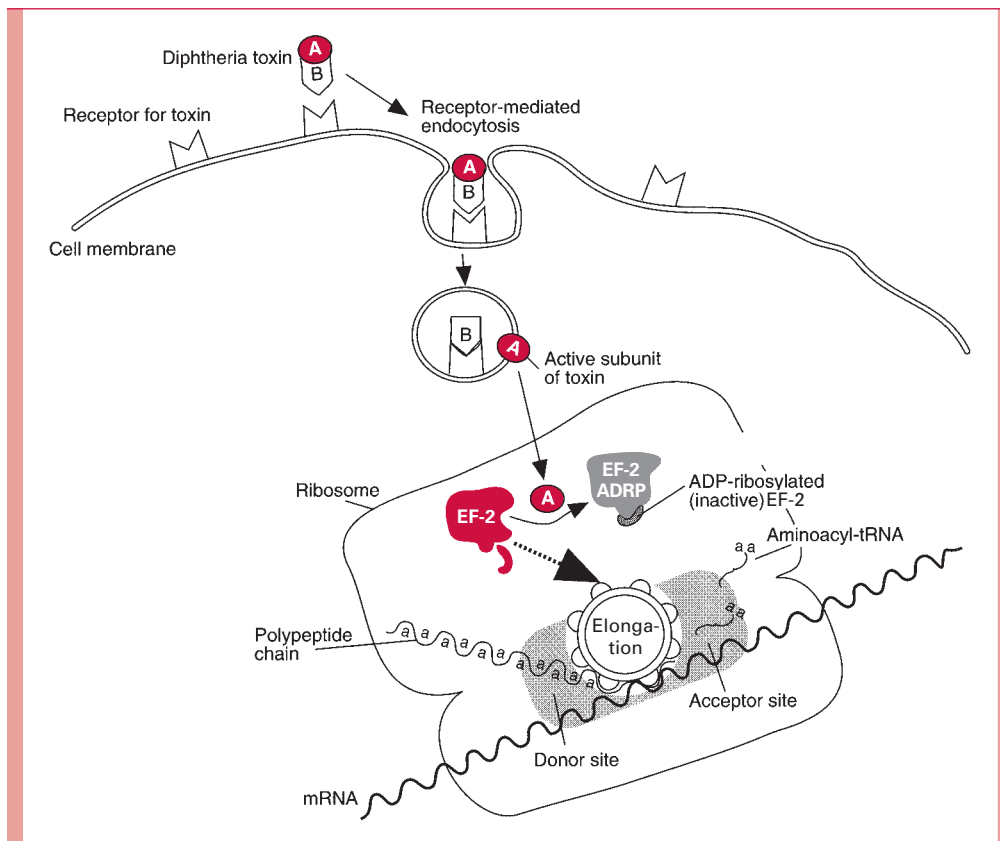 A
Diphtheria toxin
B
Receptor for toxin
Receptor-mediated
endocytosis
A
B
Cell membrane
B
A
Active subunit
of toxin
Ribosome
EF-2
A
EF-2
ADRP
ADP-ribosylated
(inactive) EF-2
Aminoacyl-tRNA
aa
aa
Elonga-
tion
Polypeptide
chain
a a a a a a a a a a a a a
Acceptor site
Donor site
mRNA